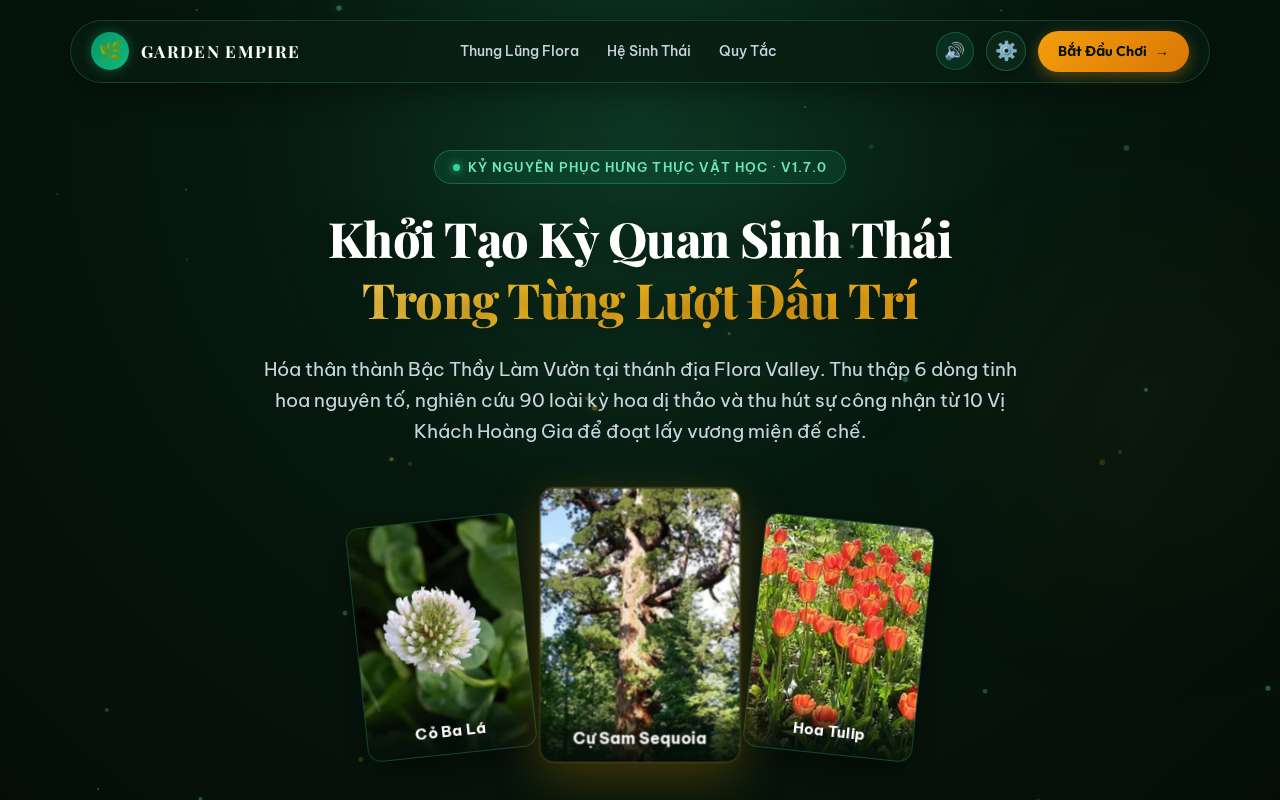 GARDEN EMPIRE
Thung Lũng Flora
Hệ Sinh Thái
Quy Tắc
Bắt Đầu Chơi →
KỶ NGUYÊN PHỤC HƯNG THỰC VẬT HỌC · V1.7.0
Khởi Tạo Kỳ Quan Sinh Thái
Trong Từng Lượt Đấu Trí
Hóa thân thành Bậc Thầy Làm Vườn tại thánh địa Flora Valley. Thu thập 6 dòng tinh
hoa nguyên tố, nghiên cứu 90 loài kỳ hoa dị thảo và thu hút sự công nhận từ 10 Vị
Khách Hoàng Gia để đoạt lấy vương miện đế chế.
Cỏ Ba Lá
Cự Sam Sequoia
Hoa Tulip